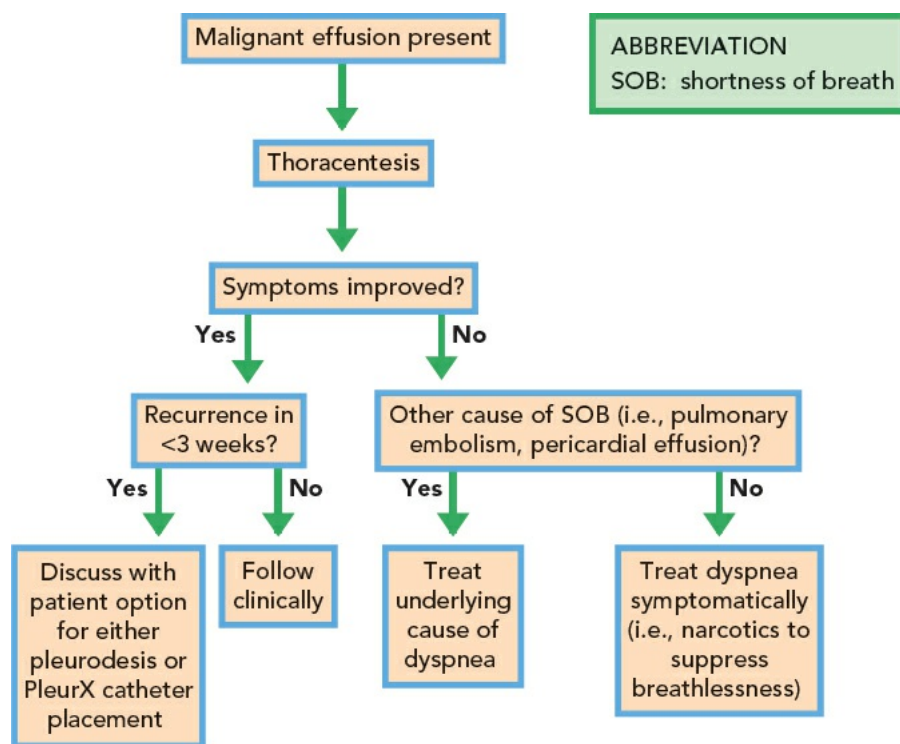 Malignant effusion present
ABBREVIATION
SOB: shortness of breath
Thoracentesis
Symptoms improved?
Yes
No
Recurrence in
<3 weeks?
Other cause of SOB (i.e., pulmonary
embolism, pericardial effusion)?
Yes
No
Yes
No
Discuss with
patient option
for either
pleurodesis or
PleurX catheter
placement
Follow
clinically
Treat
underlying
cause of
dyspnea
Treat dyspnea
symptomatically
(i.e., narcotics to
suppress
breathlessness)